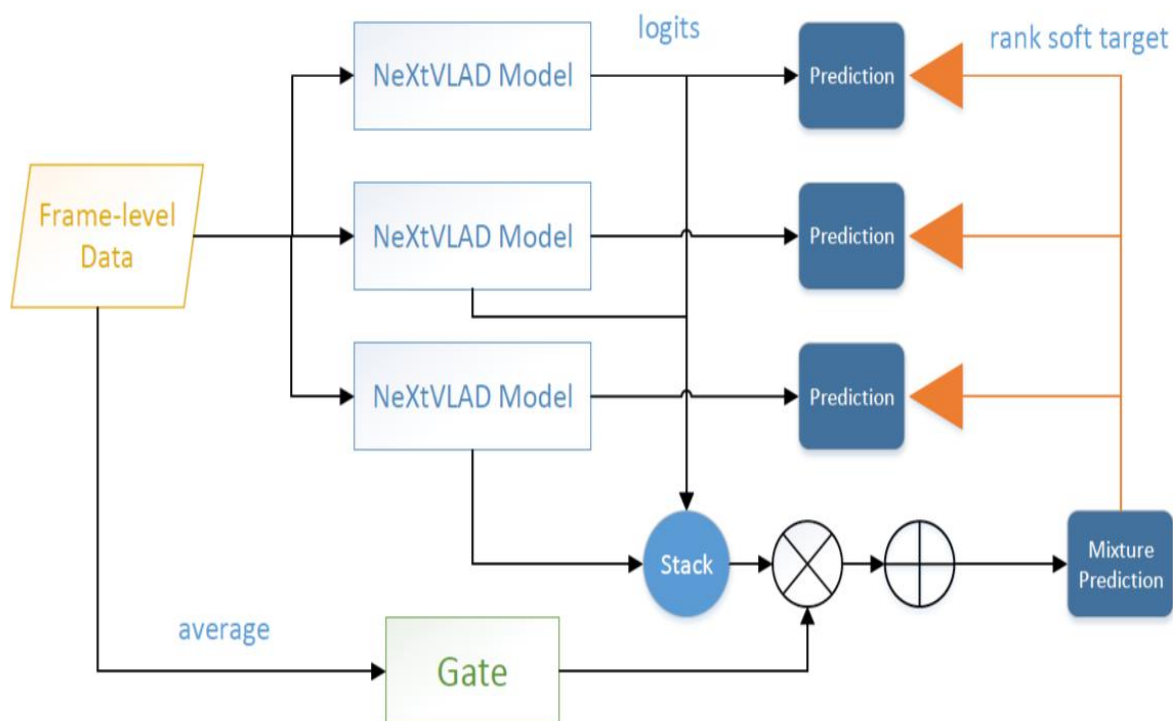 logits
rank soft target
NeXtVLAD Model
Prediction
Frame-level
Data
NeXtVLAD Model
Prediction
NeXtVLAD Model
Prediction
Stack
Mixture
Prediction
average
Gate